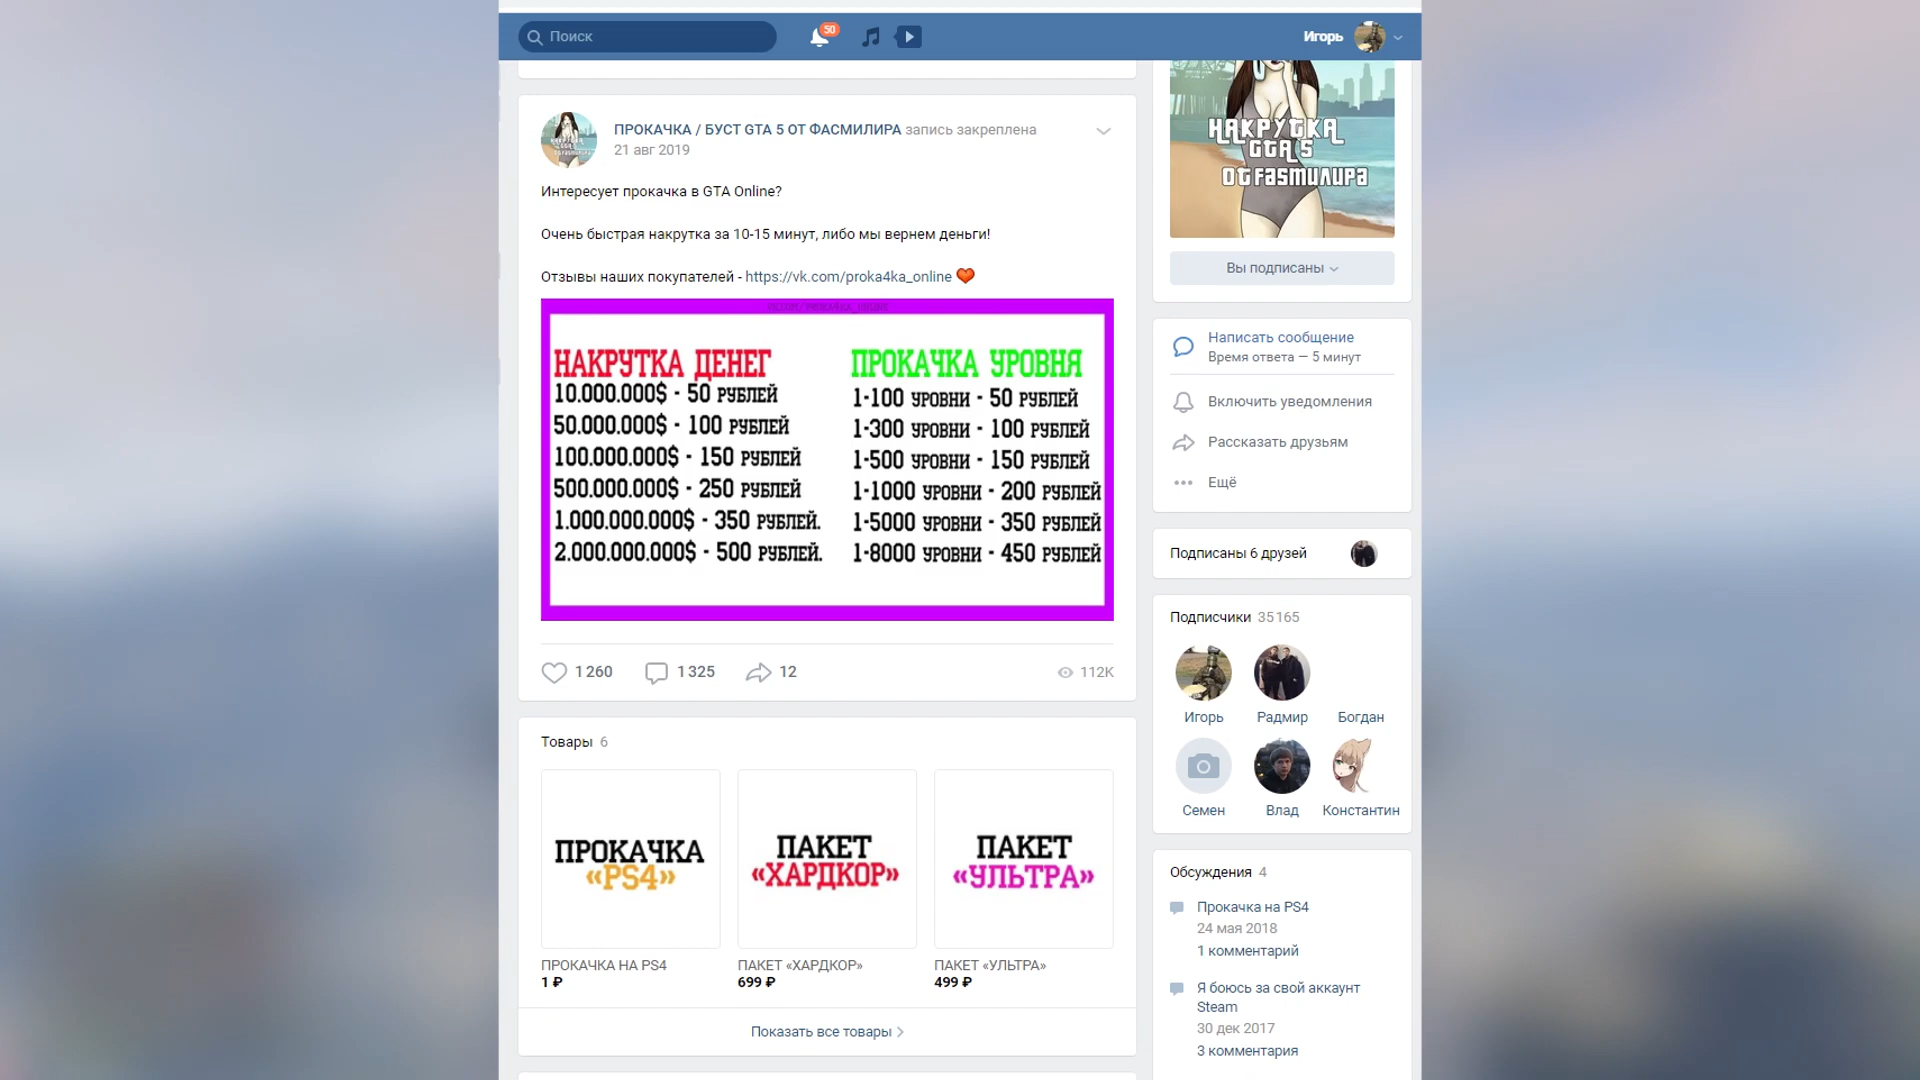 Поиск
50
Игорь
ПРОКАЧКА / БУСТ GTA 5 ОТ ФАСМИЛИРА запись закреплена
21 авг 2019
Интересует прокачка в GTA Online?
Очень быстрая накрутка за 10-15 минут, либо мы вернем деньги!
Отзывы наших покупателей - https://vk.com/proka4ka_online
VK.COM/PROKA4KA_ONLINE
НАКРУТКА ДЕНЕГ
10.000.000$ - 50 РУБЛЕЙ
50.000.000$ - 100 РУБЛЕЙ
100.000.000$ - 150 РУБЛЕЙ
500.000.000$ - 250 РУБЛЕЙ
1.000.000.000$ - 350 РУБЛЕЙ.
2.000.000.000$ - 500 РУБЛЕЙ.
ПРОКАЧКА УРОВНЯ
1-100 УРОВНИ - 50 РУБЛЕЙ
1-300 УРОВНИ - 100 РУБЛЕЙ
1-500 УРОВНИ - 150 РУБЛЕЙ
1-1000 УРОВНИ - 200 РУБЛЕЙ
1-5000 УРОВНИ - 350 РУБЛЕЙ
1-8000 УРОВНИ - 450 РУБЛЕЙ
1 260
1 325
12
112K
Товары 6
ПРОКАЧКА
«PS4»
ПАКЕТ
«ХАРДКОР»
ПАКЕТ
«УЛЬТРА»
ПРОКАЧКА НА PS4
1 ₽
ПАКЕТ «ХАРДКОР»
699 ₽
ПАКЕТ «УЛЬТРА»
499 ₽
Показать все товары
НАКРУТКА
GTA 5
ОТ FASMИЛИРА
Вы подписаны
Написать сообщение
Время ответа — 5 минут
Включить уведомления
Рассказать друзьям
Ещё
Подписаны 6 друзей
Подписчики 35 165
Игорь
Радмир
Богдан
Семен
Влад
Константин
Обсуждения 4
Прокачка на PS4
24 мая 2018
1 комментарий
Я боюсь за свой аккаунт
Steam
30 дек 2017
3 комментария